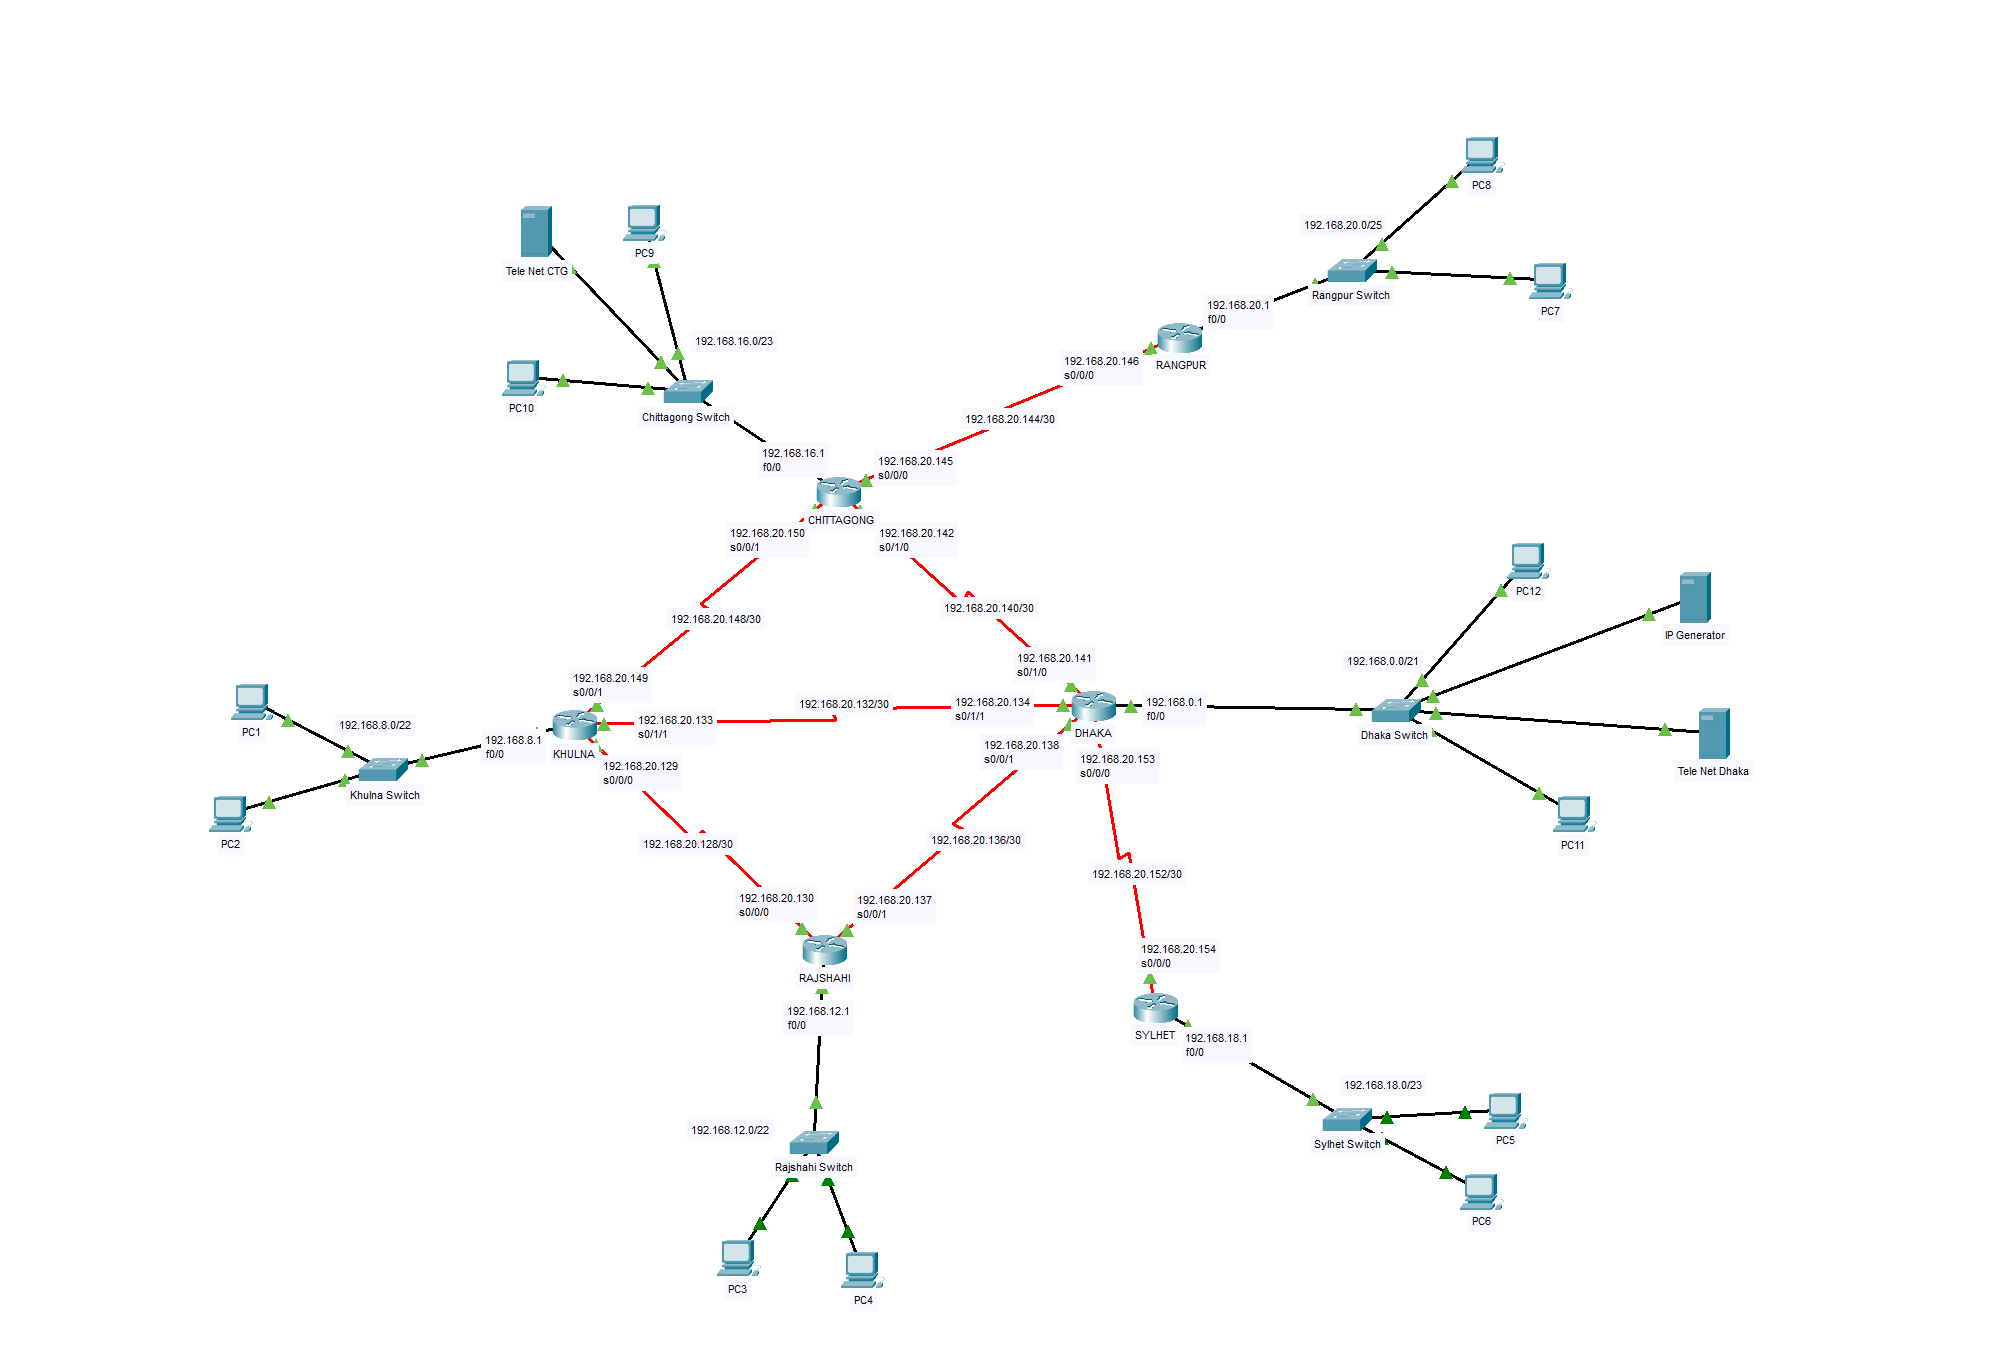 PC8
192.168.20.0/25
Rangpur Switch
PC7
192.168.20.1
f0/0
RANGPUR
192.168.20.146
s0/0/0
192.168.20.144/30
192.168.20.145
s0/0/0
Tele Net CTG
PC9
192.168.16.0/23
PC10
Chittagong Switch
192.168.16.1
f0/0
CHITTAGONG
192.168.20.150
s0/0/1
192.168.20.142
s0/1/0
192.168.20.148/30
192.168.20.140/30
192.168.20.149
s0/0/1
192.168.20.141
s0/1/0
PC12
IP Generator
192.168.0.0/21
192.168.20.132/30
192.168.20.134
s0/1/1
192.168.0.1
f0/0
DHAKA
Dhaka Switch
Tele Net Dhaka
PC11
PC1
192.168.8.0/22
192.168.8.1
f0/0
KHULNA
192.168.20.133
s0/1/1
192.168.20.129
s0/0/0
Khulna Switch
PC2
192.168.20.138
s0/0/1
192.168.20.153
s0/0/0
192.168.20.128/30
192.168.20.136/30
192.168.20.152/30
192.168.20.130
s0/0/0
192.168.20.137
s0/0/1
RAJSHAHI
192.168.12.1
f0/0
192.168.20.154
s0/0/0
SYLHET
192.168.18.1
f0/0
192.168.18.0/23
PC5
Sylhet Switch
PC6
192.168.12.0/22
Rajshahi Switch
PC3
PC4